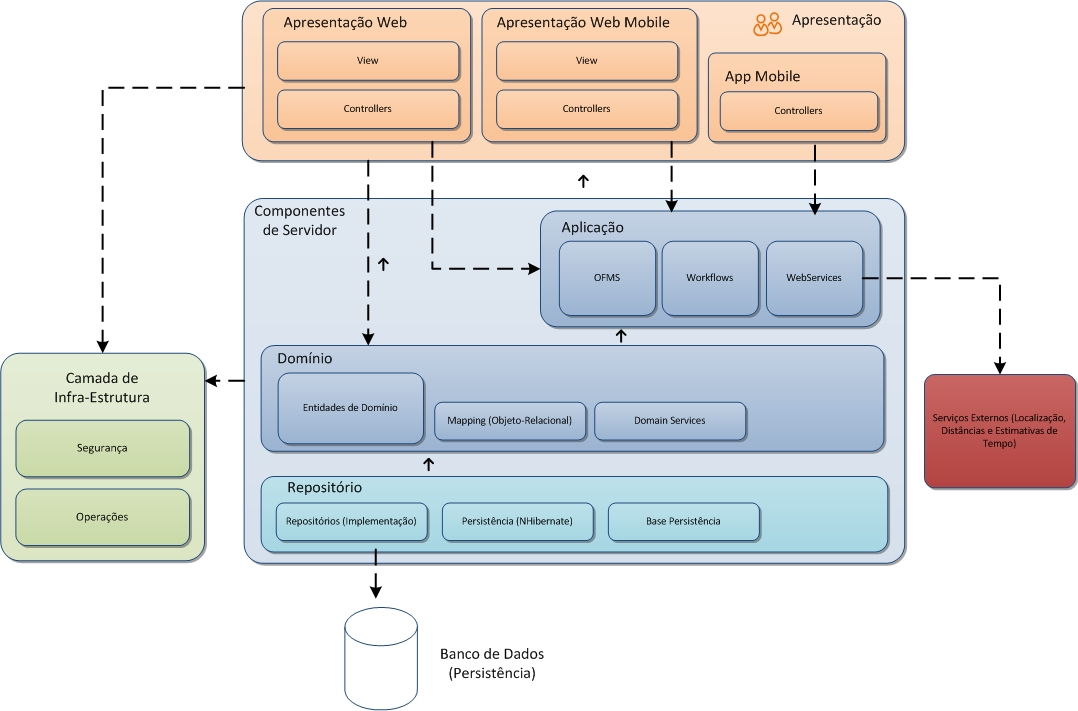 Apresentação Web
View
Controllers
Apresentação Web Mobile
View
Controllers
Apresentação
App Mobile
Controllers
Componentes
de Servidor
Aplicação
OFMS
Workflows
WebServices
Domínio
Entidades de Domínio
Mapping (Objeto-Relacional)
Domain Services
Repositório
Repositórios (Implementação)
Persistência (NHibernate)
Base Persistência
Camada de
Infra-Estrutura
Segurança
Operações
Serviços Externos (Localização,
Distâncias e Estimativas de
Tempo)
Banco de Dados
(Persistência)